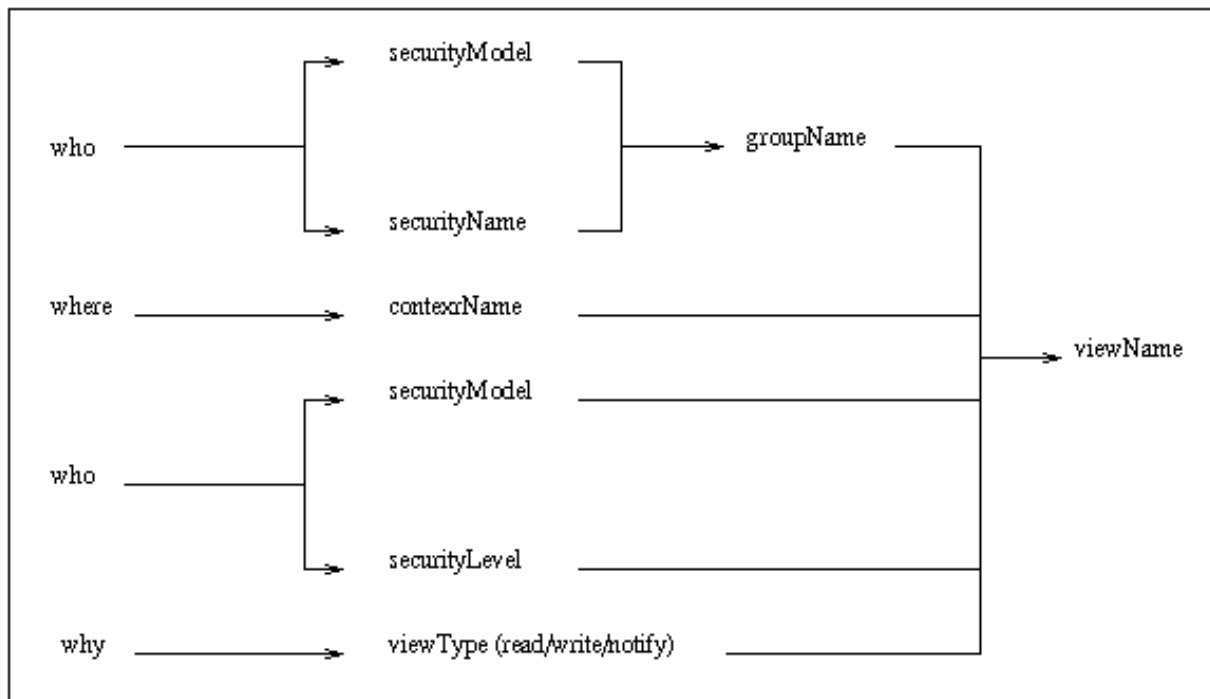 securityModel
who
groupName
securityName
where
contexrName
viewName
securityModel
who
securityLevel
why
viewType (read/write/notify)